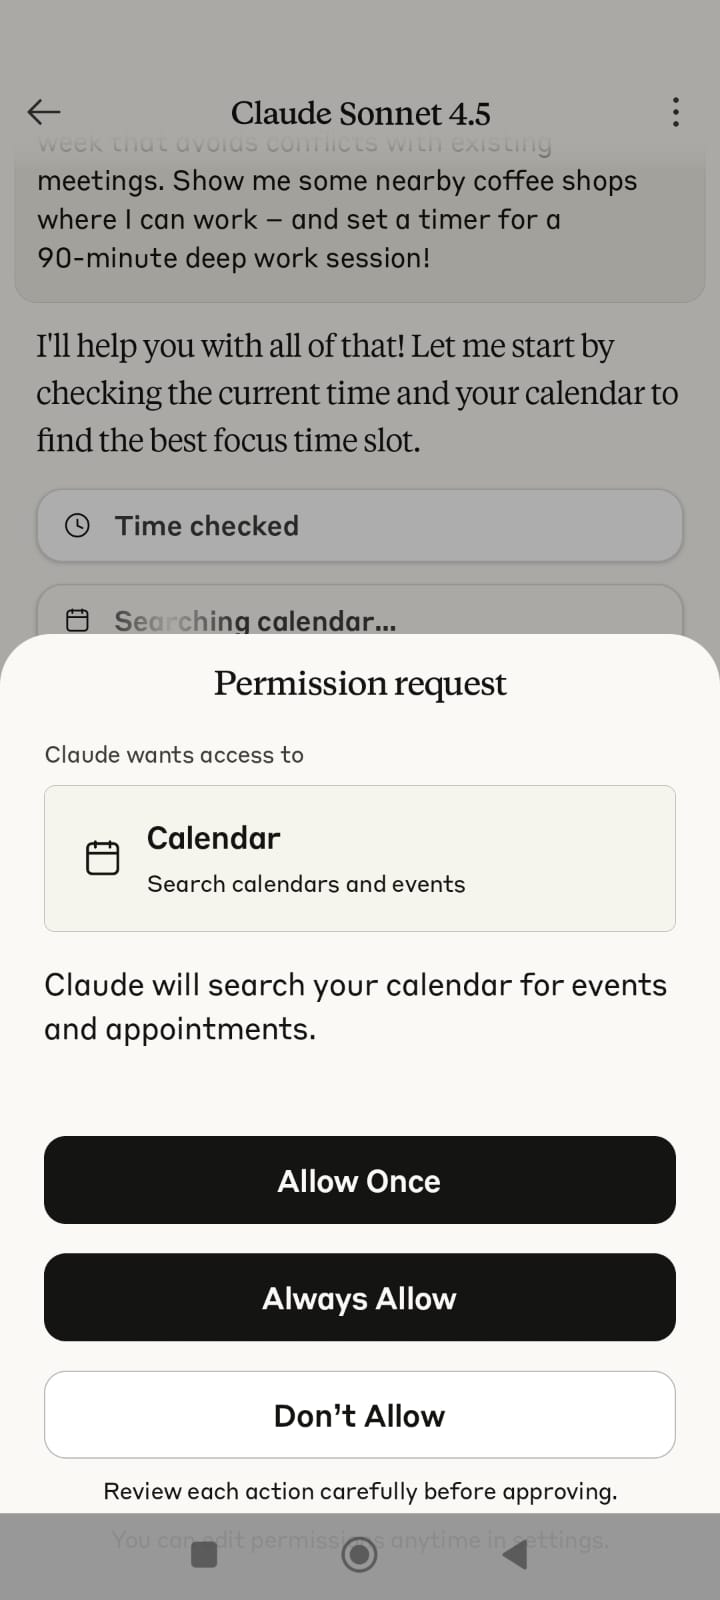 Claude Sonnet 4.5
week that avoids conflicts with existing
meetings. Show me some nearby coffee shops
where I can work – and set a timer for a
90-minute deep work session!
I'll help you with all of that! Let me start by
checking the current time and your calendar to
find the best focus time slot.
Time checked
Searching calendar...
Permission request
Claude wants access to
Calendar
Search calendars and events
Claude will search your calendar for events
and appointments.
Allow Once
Always Allow
Don't Allow
Review each action carefully before approving.
You can edit permissions anytime in settings.